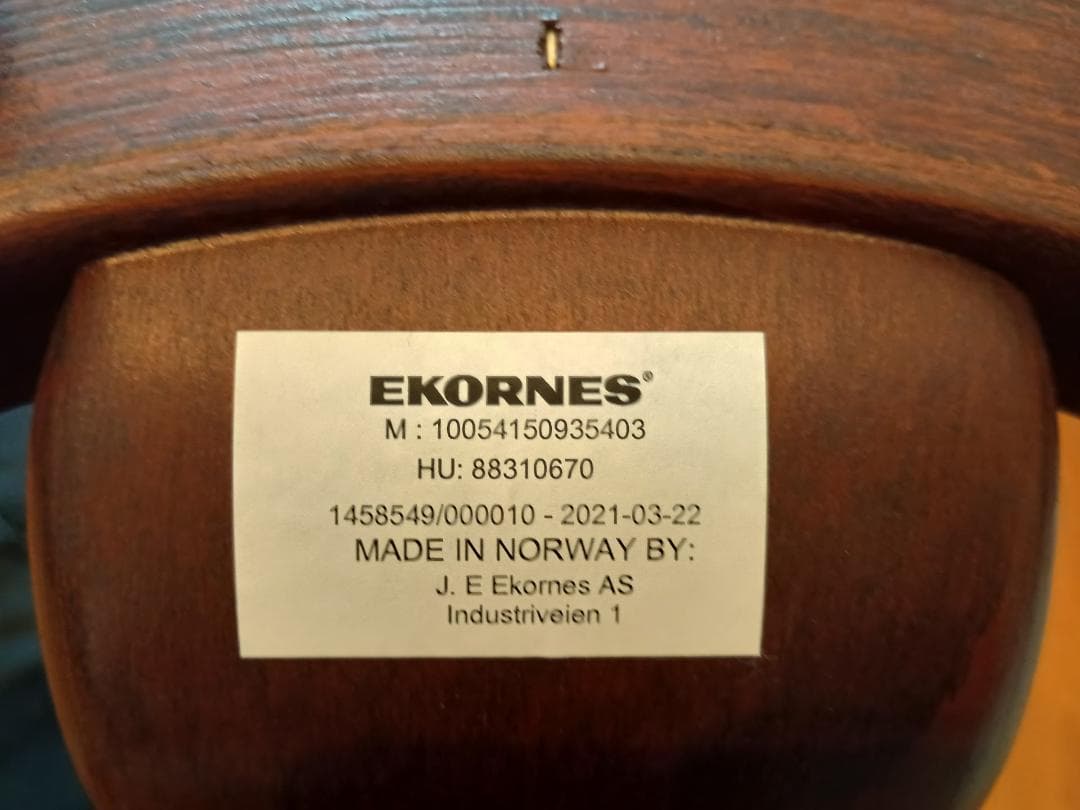 EKORNES®
M : 10054150935403
HU: 88310670
1458549/000010 - 2021-03-22
MADE IN NORWAY BY:
J. E Ekornes AS
Industriveien 1